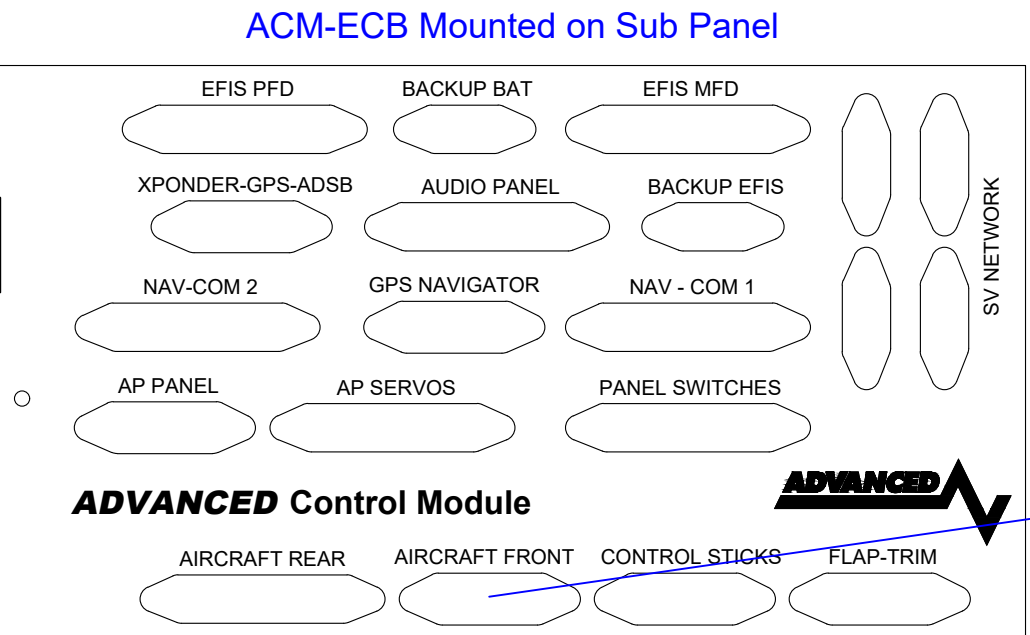 ACM-ECB Mounted on Sub Panel
EFIS PFD
BACKUP BAT
EFIS MFD
XPONDER-GPS-ADSB
AUDIO PANEL
BACKUP EFIS
SV NETWORK
NAV-COM 2
GPS NAVIGATOR
NAV - COM 1
AP PANEL
AP SERVOS
PANEL SWITCHES
ADVANCED Control Module
ADVANCED
AIRCRAFT REAR
AIRCRAFT FRONT
CONTROL STICKS
FLAP-TRIM